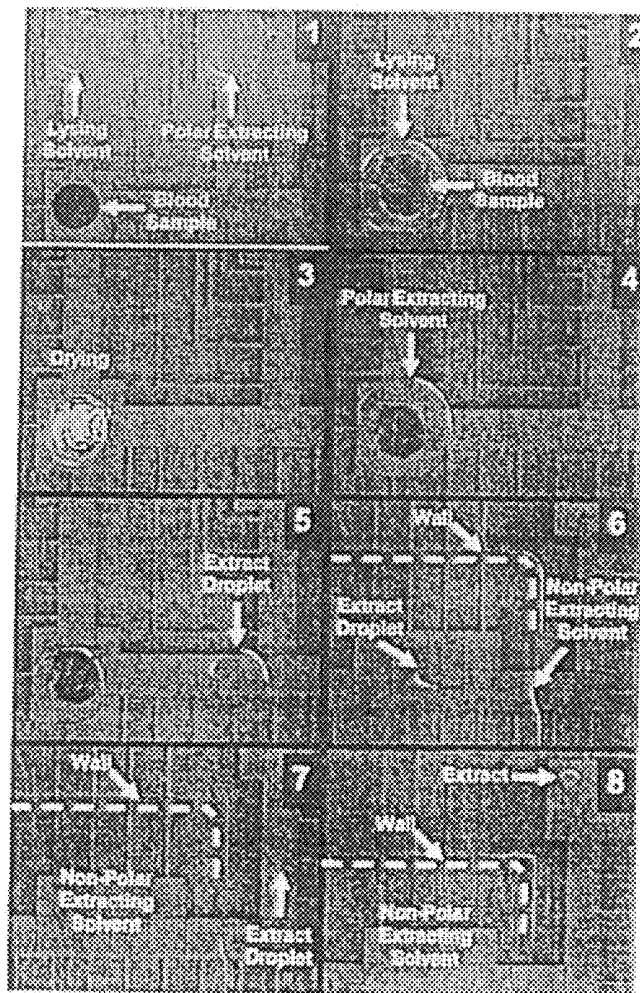 1
Lysing
Solvent
Polar Extracting
Solvent
Blood
Sample
2
Lysing
Solvent
Blood
Sample
3
Drying
4
Polar Extracting
Solvent
5
Extract
Droplet
6
Wall
Extract
Droplet
Non-Polar
Extracting
Solvent
7
Wall
Non-Polar
Extracting
Solvent
Extract
Droplet
8
Extract
Wall
Non-Polar
Extracting
Solvent